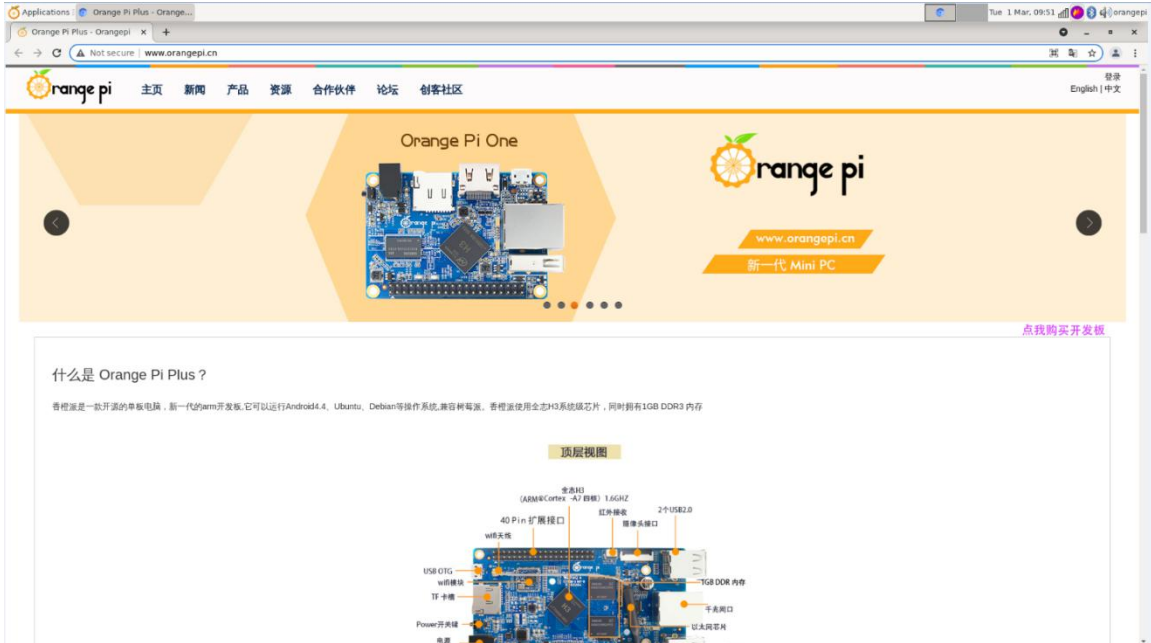 Applications
Orange Pi Plus - Orange...
Tue 1 Mar, 09:51
orangepi
Orange Pi Plus - Orangepi
Not secure
www.orangepi.cn
登录
range pi
主页
新闻
产品
资源
合作伙伴
论坛
创客社区
English | 中文
Orange Pi One
range pi
www.orangepi.cn
新一代 Mini PC
H3
点我购买开发板
什么是 Orange Pi Plus？
香橙派是一款开源的单板电脑，新一代的arm开发板,它可以运行Android4.4、Ubuntu、Debian等操作系统,兼容树莓派。香橙派使用全志H3系统级芯片，同时拥有1GB DDR3 内存
顶层视图
全志H3
（ARM®Cortex -A7 四核）1.6GHZ
40 Pin 扩展接口
红外接收
摄像头接口
2个USB2.0
wifi天线
USB OTG
wifi模块
TF 卡槽
Power开关键
电源
H3
1GB DDR 内存
千兆网口
以太网芯片